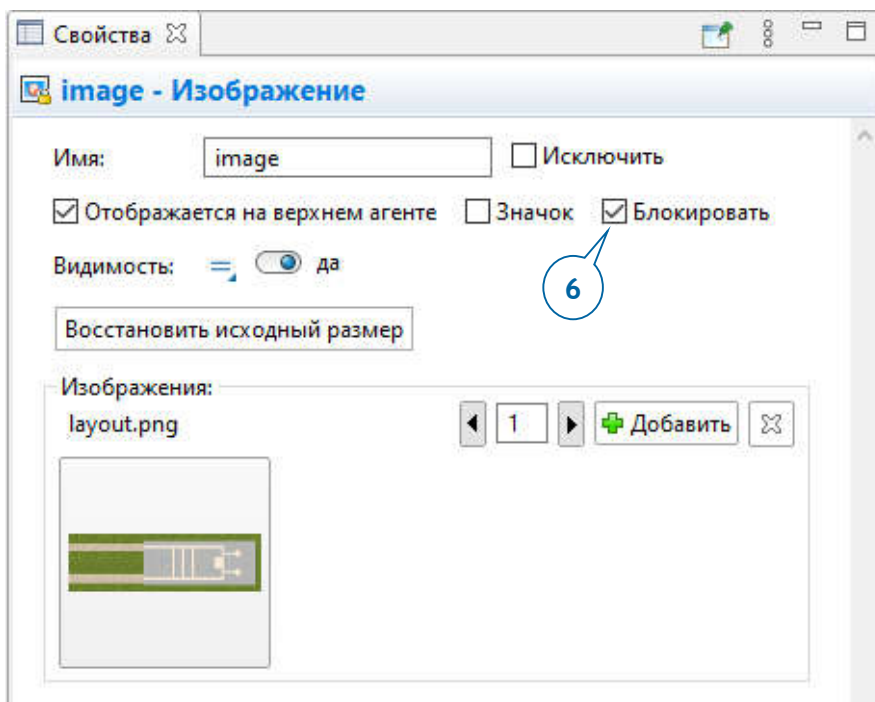 Свойства
image - Изображение
Имя: image Исключить
Отображается на верхнем агенте Значок Блокировать
Видимость: = да
6
Восстановить исходный размер
Изображения:
layout.png 1 Добавить